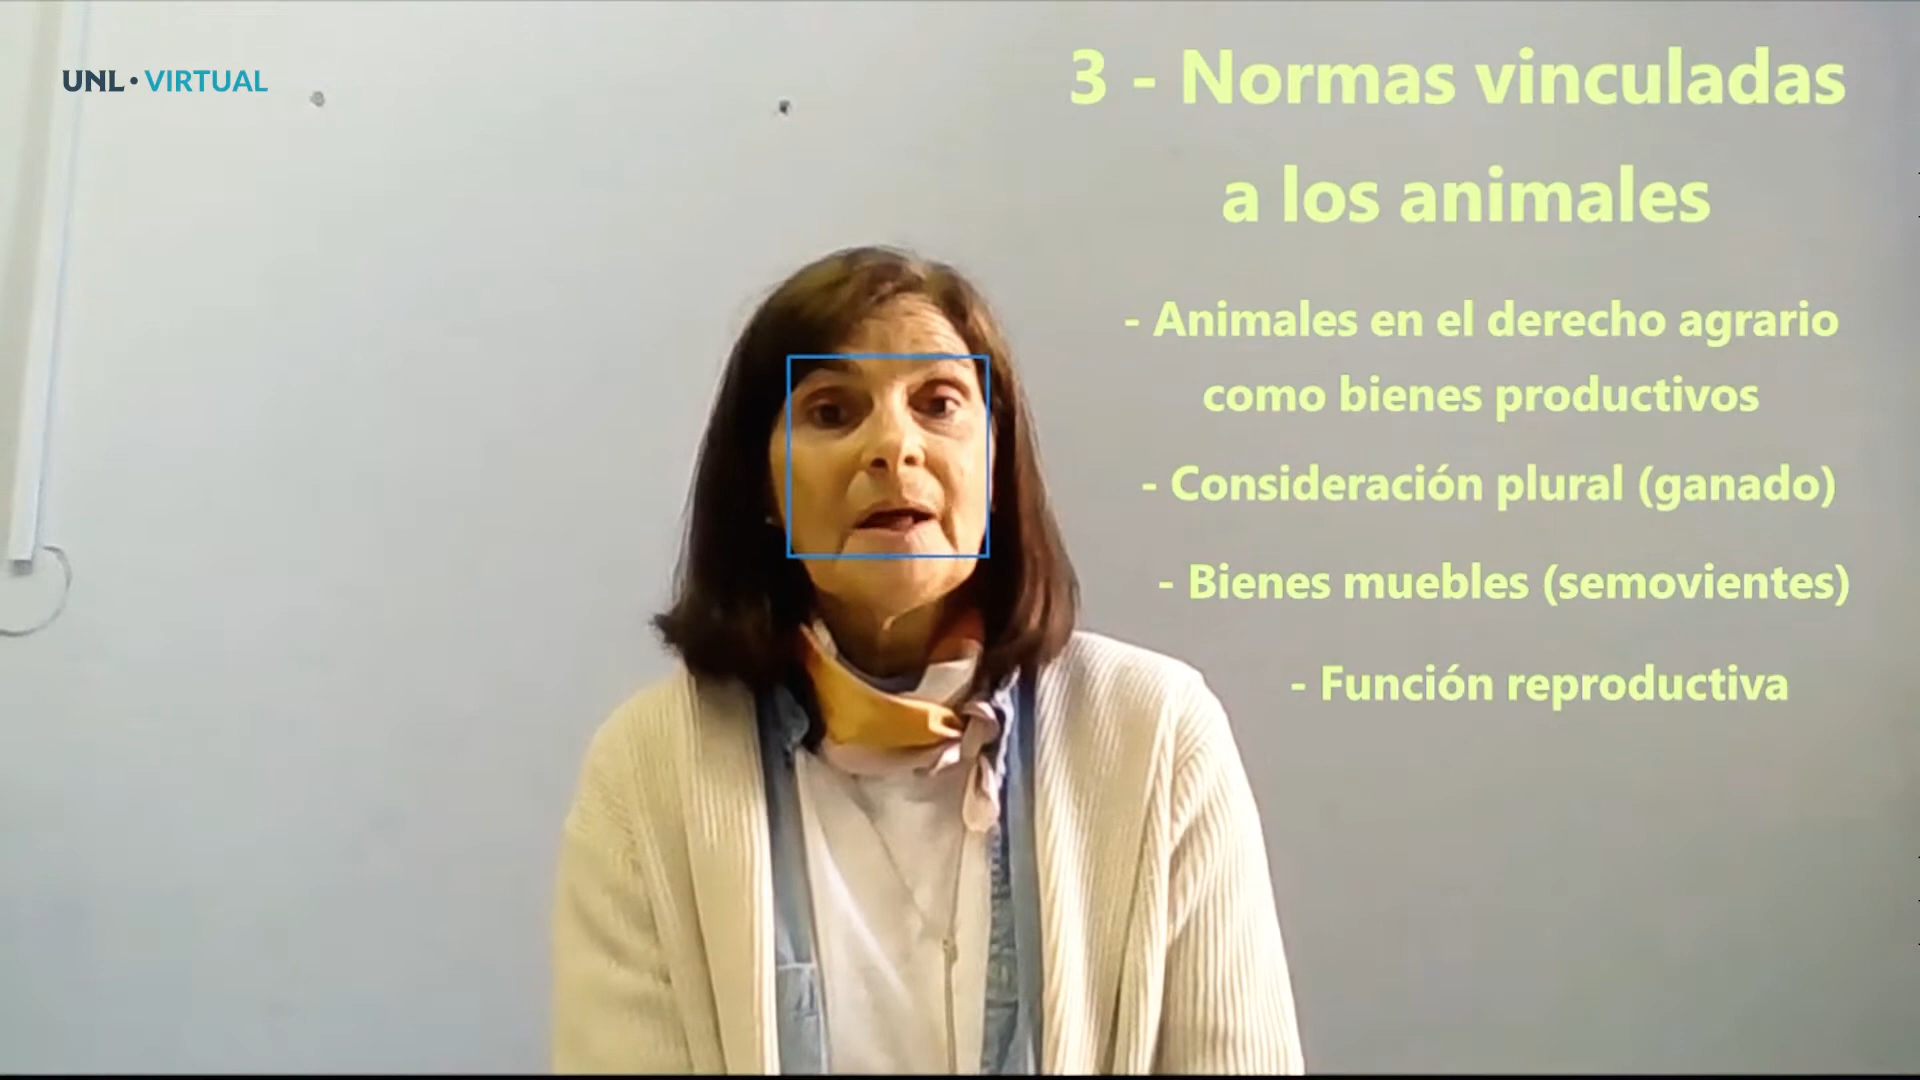 UNL•VIRTUAL
3 - Normas vinculadas
a los animales
- Animales en el derecho agrario
como bienes productivos
- Consideración plural (ganado)
- Bienes muebles (semovientes)
- Función reproductiva